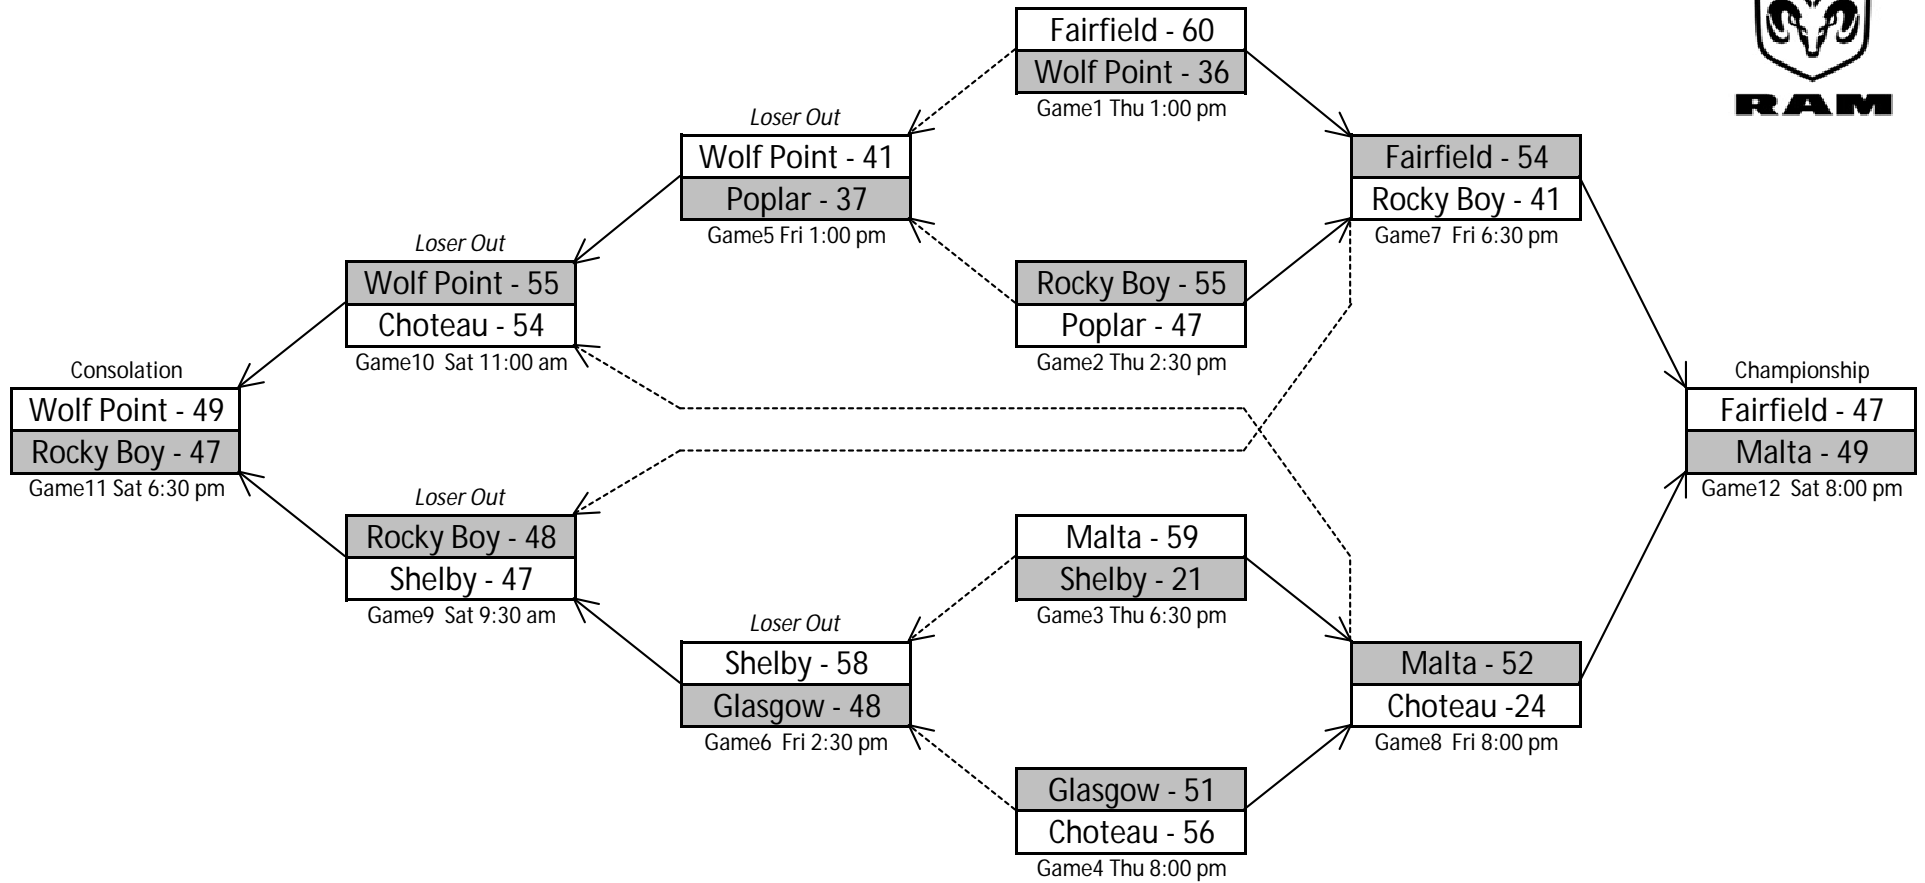 Fairfield - 60
Wolf Point - 36
Game1 Thu 1:00 pm
RAM
Loser Out
Wolf Point - 41
Poplar - 37
Game5 Fri 1:00 pm
Fairfield - 54
Rocky Boy - 41
Game7 Fri 6:30 pm
Loser Out
Wolf Point - 55
Choteau - 54
Game10 Sat 11:00 am
Rocky Boy - 55
Poplar - 47
Game2 Thu 2:30 pm
Consolation
Wolf Point - 49
Rocky Boy - 47
Game11 Sat 6:30 pm
Championship
Fairfield - 47
Malta - 49
Game12 Sat 8:00 pm
Loser Out
Rocky Boy - 48
Shelby - 47
Game9 Sat 9:30 am
Malta - 59
Shelby - 21
Game3 Thu 6:30 pm
Loser Out
Shelby - 58
Glasgow - 48
Game6 Fri 2:30 pm
Malta - 52
Choteau -24
Game8 Fri 8:00 pm
Glasgow - 51
Choteau - 56
Game4 Thu 8:00 pm